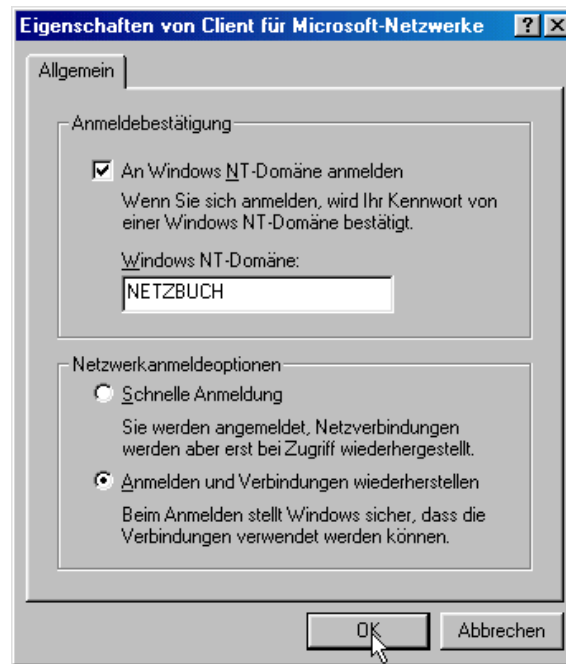 Eigenschaften von Client für Microsoft-Netzwerke
Allgemein
Anmeldebestätigung
An Windows NT-Domäne anmelden
Wenn Sie sich anmelden, wird Ihr Kennwort von
einer Windows NT-Domäne bestätigt.
Windows NT-Domäne:
NETZBUCH
Netzwerkanmeldeoptionen
Schnelle Anmeldung
Sie werden angemeldet, Netzverbindungen
werden aber erst bei Zugriff wiederhergestellt.
Anmelden und Verbindungen wiederherstellen
Beim Anmelden stellt Windows sicher, dass die
Verbindungen verwendet werden können.
OK Abbrechen